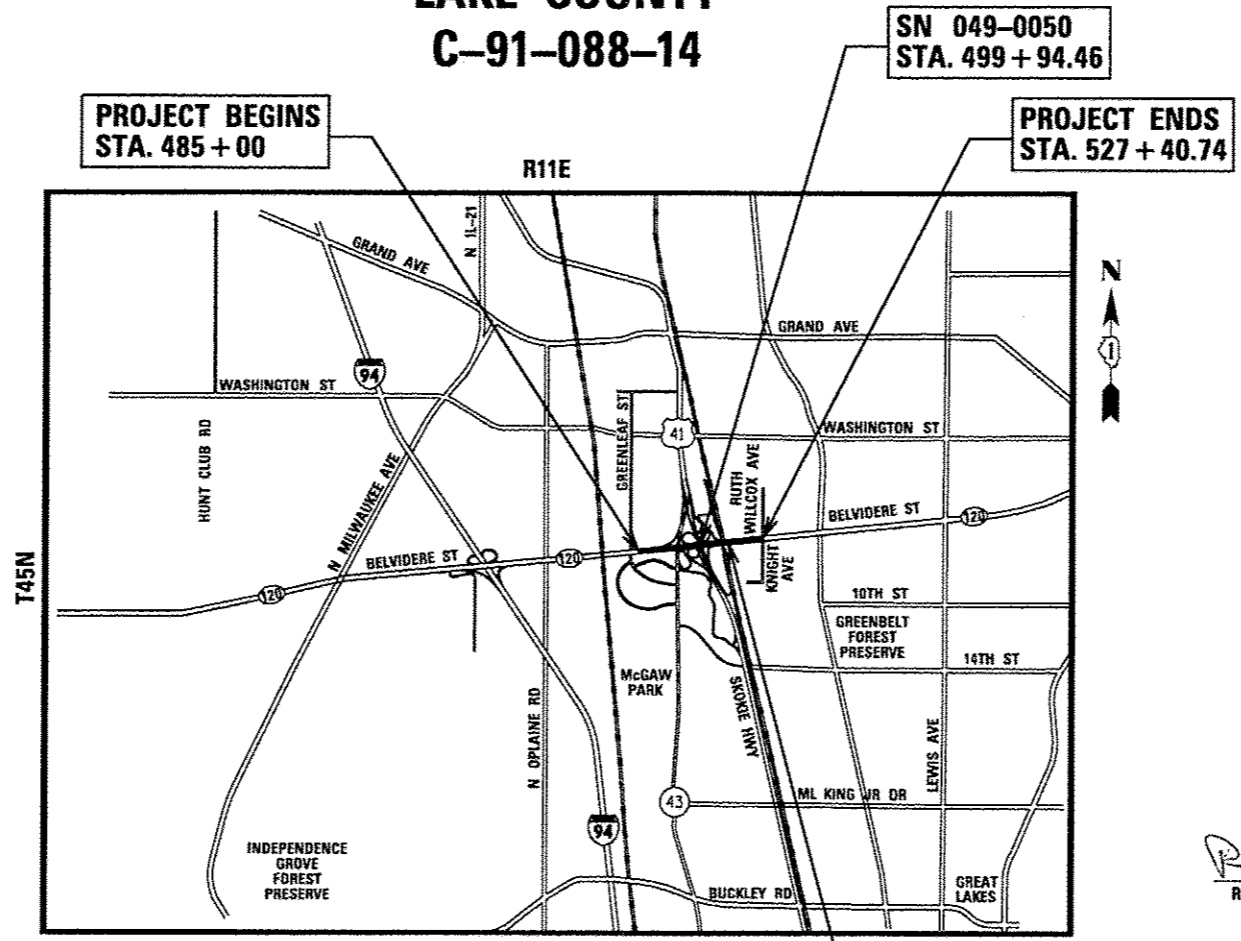 LAKE COUNTY
C-91-088-14
SN 049-0050
STA. 499 + 94.46
PROJECT BEGINS
STA. 485 + 00
PROJECT ENDS
STA. 527 + 40.74
R11E
N IL-21
GRAND AVE
GRAND AVE
N
1
94
WASHINGTON ST
GREENLEAF ST
41
WASHINGTON ST
HUNT CLUB RD
N MILWAUKEE AVE
RUTH
WILLCOX AVE
BELVIDERE ST
120
BELVIDERE ST
120
KNIGHT
AVE
T45N
120
10TH ST
GREENBELT
FOREST
PRESERVE
14TH ST
McGAW
PARK
SKOKIE HWY
N OPLAINE RD
LEWIS AVE
43
ML KING JR DR
94
INDEPENDENCE
GROVE
FOREST
PRESERVE
BUCKLEY RD
GREAT
LAKES
R